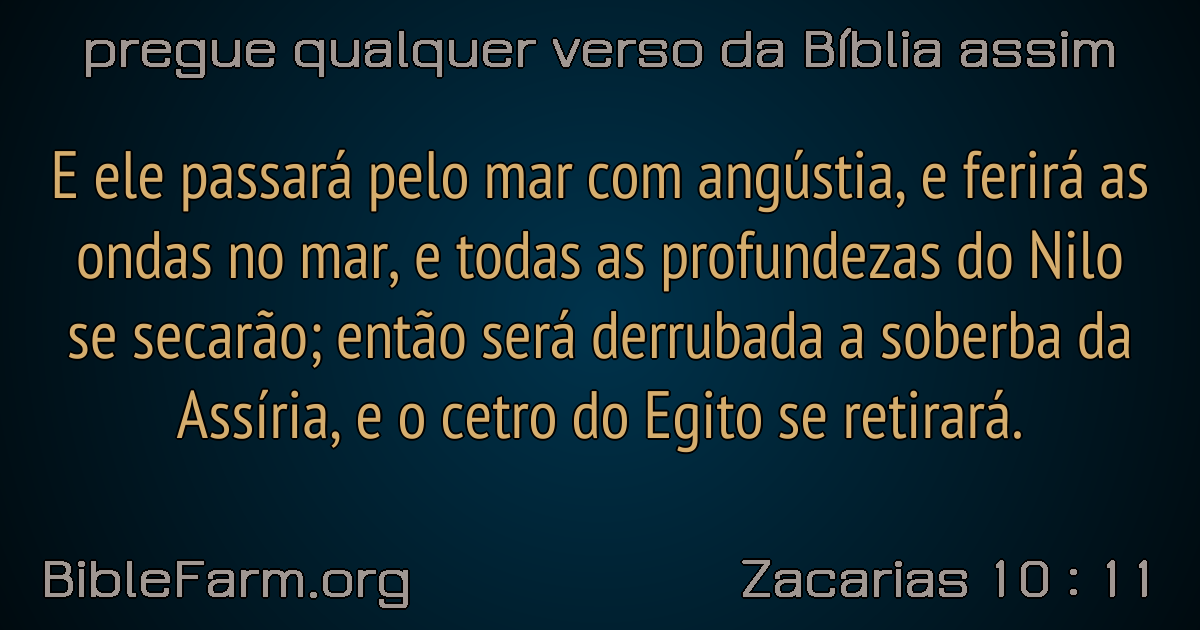 pregue qualquer verso da Bíblia assim
E ele passará pelo mar com angústia, e ferirá as
ondas no mar, e todas as profundezas do Nilo
se secarão; então será derrubada a soberba da
Assíria, e o cetro do Egito se retirará.
BibleFarm.org
Zacarias 10 : 11